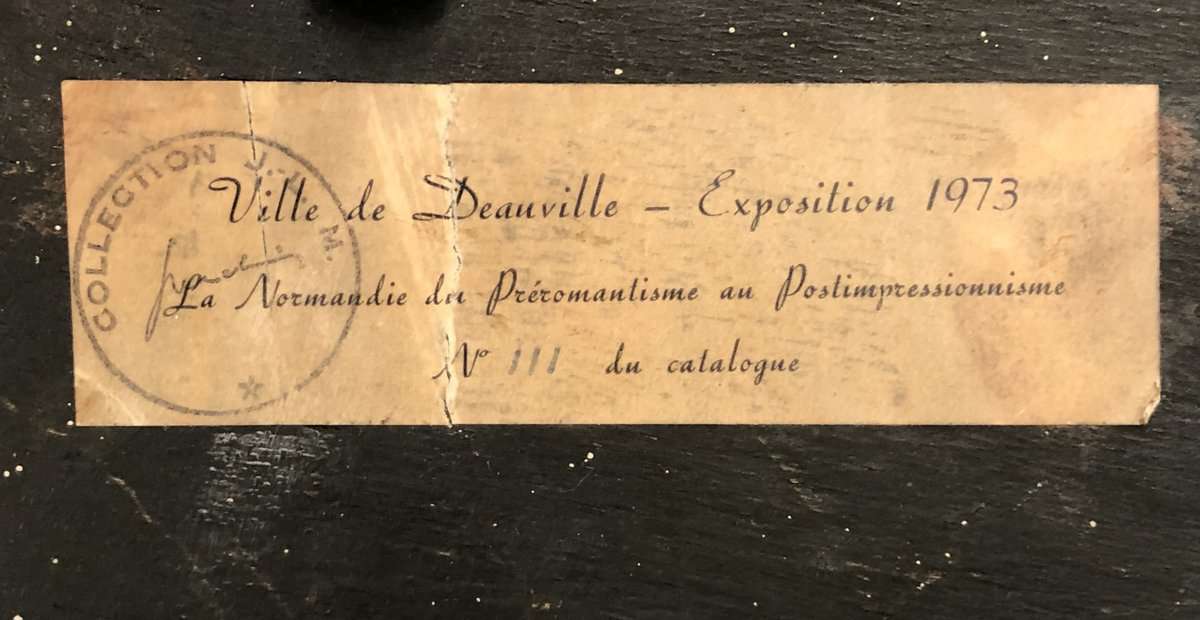 COLLECTION M.
Ville de Deauville – Exposition 1973
La Normandie du Préromantisme au Postimpressionnisme
N° 111 du catalogue